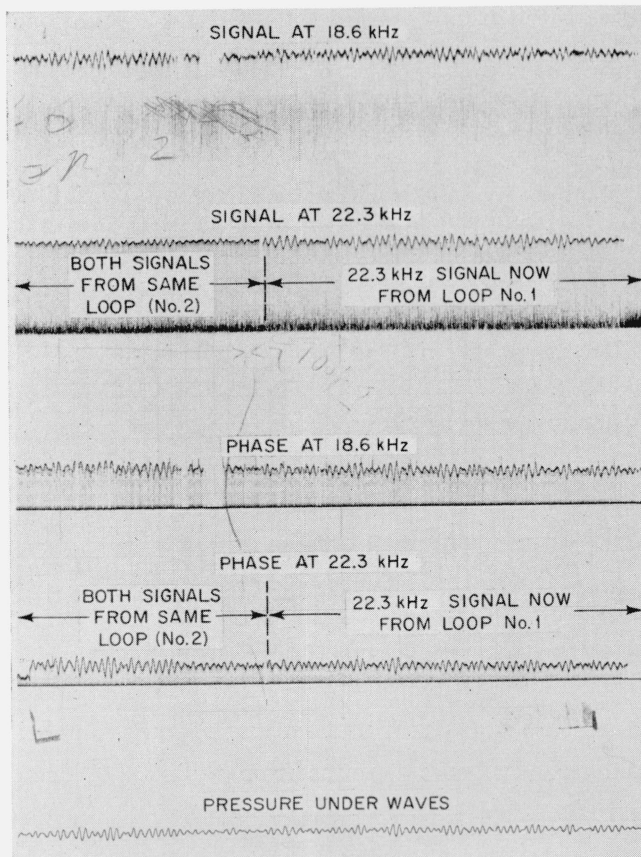 SIGNAL AT 18.6 kHz
SIGNAL AT 22.3 kHz
BOTH SIGNALS
FROM SAME
LOOP (No.2)
22.3 kHz SIGNAL NOW
FROM LOOP No.1
PHASE AT 18.6 kHz
PHASE AT 22.3 kHz
BOTH SIGNALS
FROM SAME
LOOP (No.2)
22.3 kHz SIGNAL NOW
FROM LOOP No.1
PRESSURE UNDER WAVES